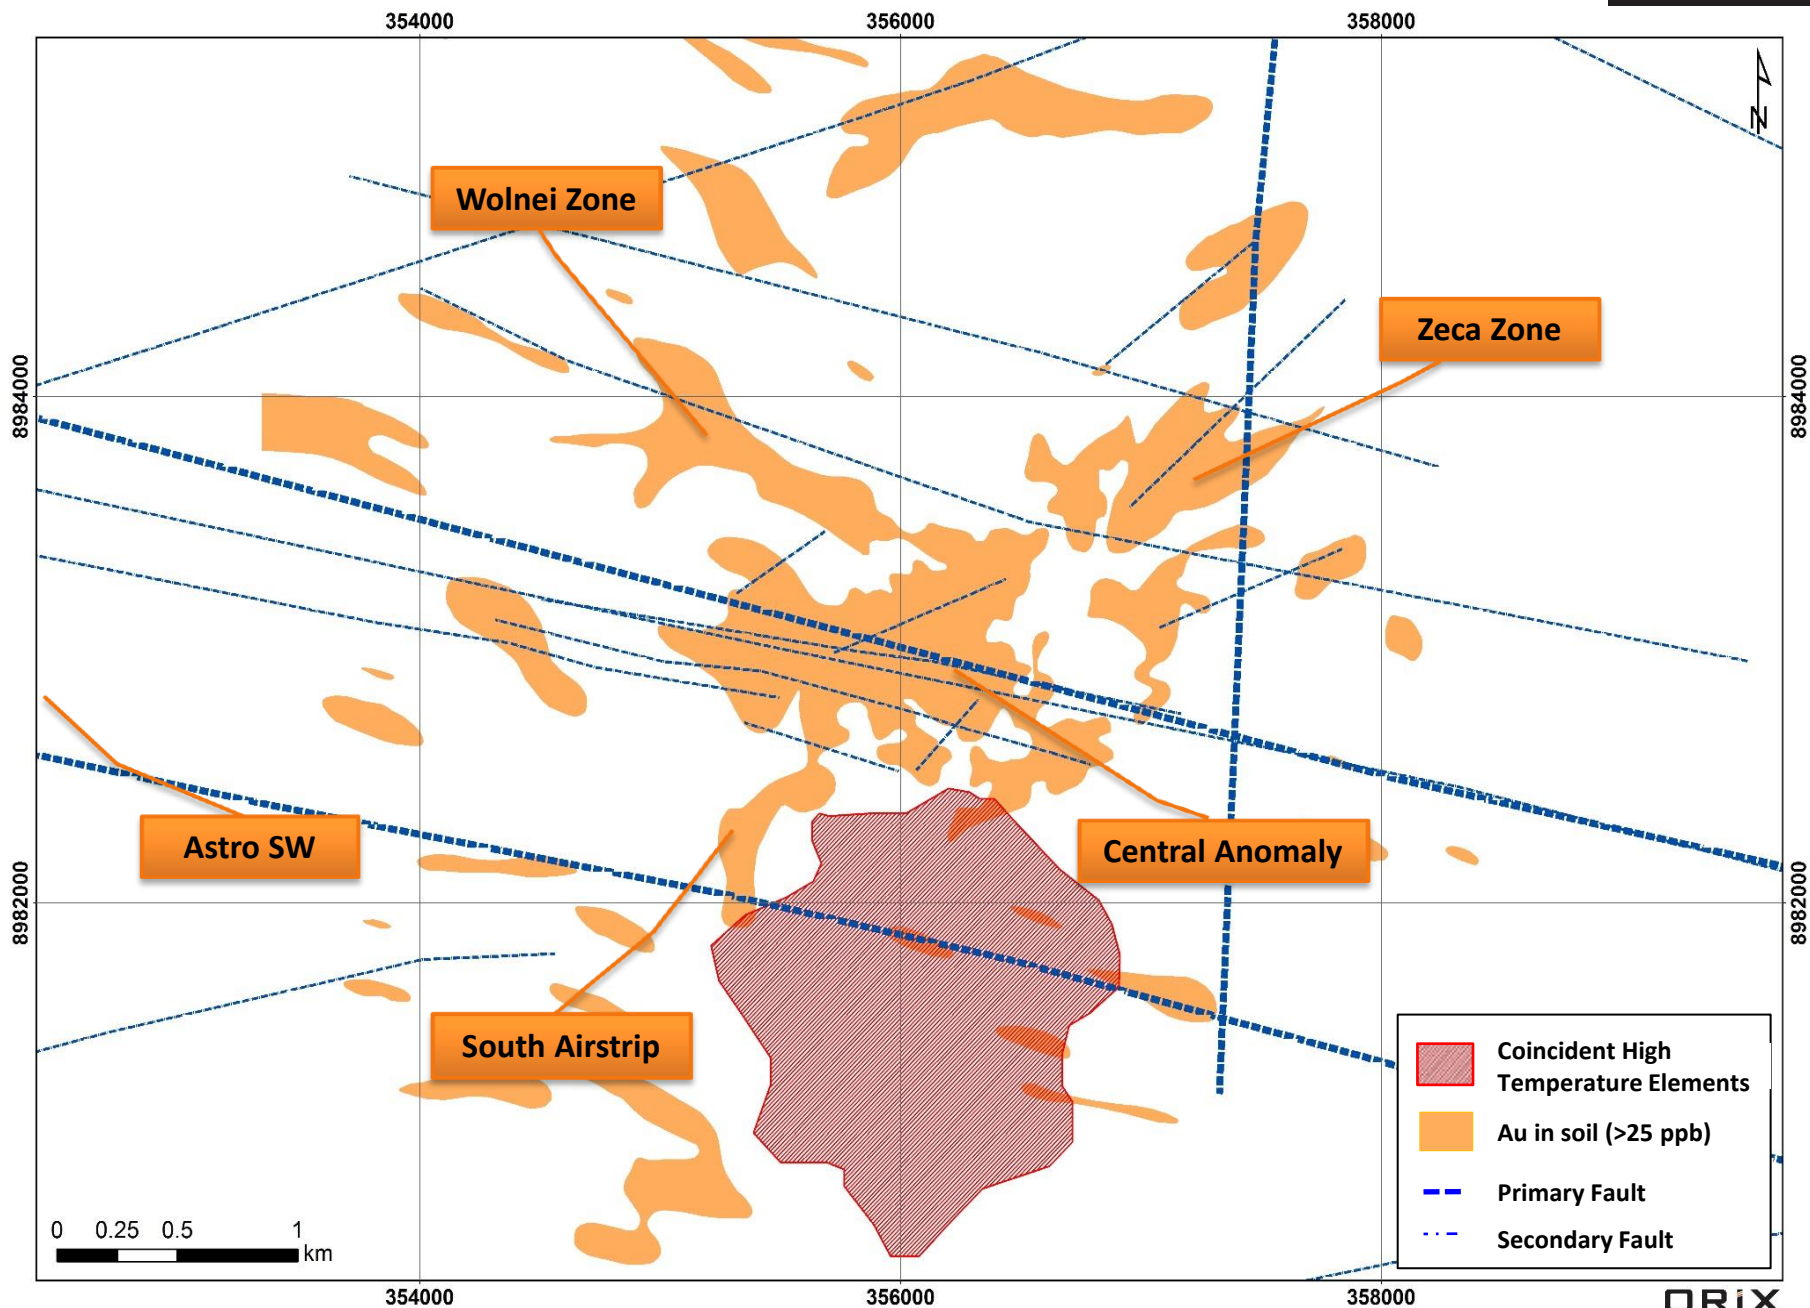 354000
356000
358000
N
Wolnei Zone
Zeca Zone
8984000
8984000
Astro SW
Central Anomaly
8982000
8982000
South Airstrip
Coincident High
Temperature Elements
Au in soil (>25 ppb)
Primary Fault
Secondary Fault
0 0.25 0.5 1
km
354000
356000
358000
ORIX